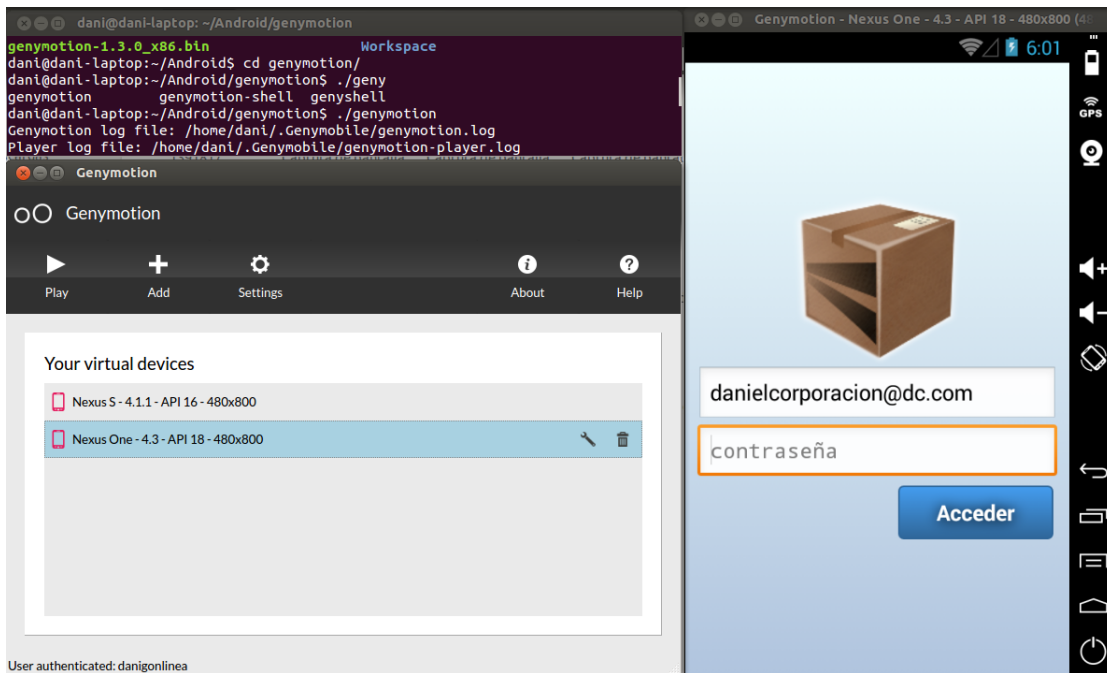 dani@dani-laptop: ~/Android/genymotion
genymotion-1.3.0_x86.bin Workspace
dani@dani-laptop:~/Android$ cd genymotion/
dani@dani-laptop:~/Android/genymotion$ ./geny
genymotion genymotion-shell genyshell
dani@dani-laptop:~/Android/genymotion$ ./genymotion
Genymotion log file: /home/dani/.Genymobile/genymotion.log
Player log file: /home/dani/.Genymobile/genymotion-player.log
Genymotion
Genymotion
Play Add Settings About Help
Your virtual devices
Nexus S - 4.1.1 - API 16 - 480x800
Nexus One - 4.3 - API 18 - 480x800
User authenticated: danigonlinea
Genymotion - Nexus One - 4.3 - API 18 - 480x800 (48
6:01
GPS
danielcorporacion@dc.com
contraseña
Acceder